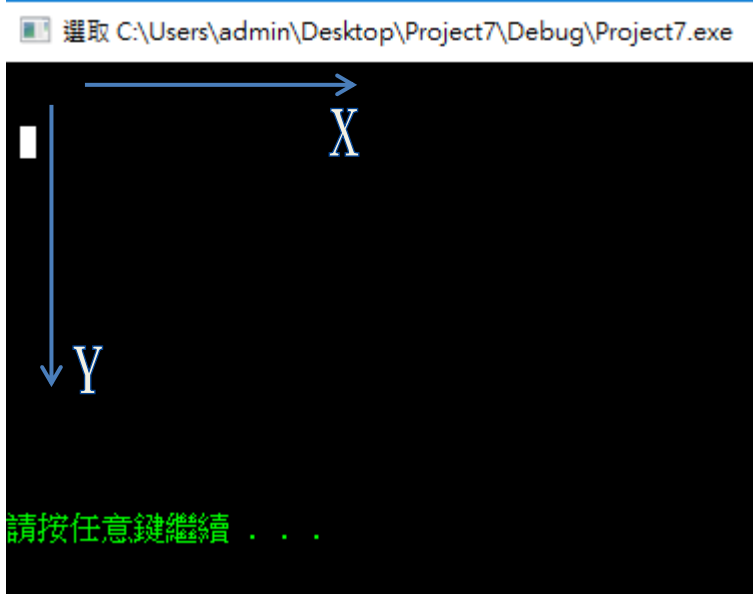 選取 C:\Users\admin\Desktop\Project7\Debug\Project7.exe
X
Y
請按任意鍵繼續 . . .